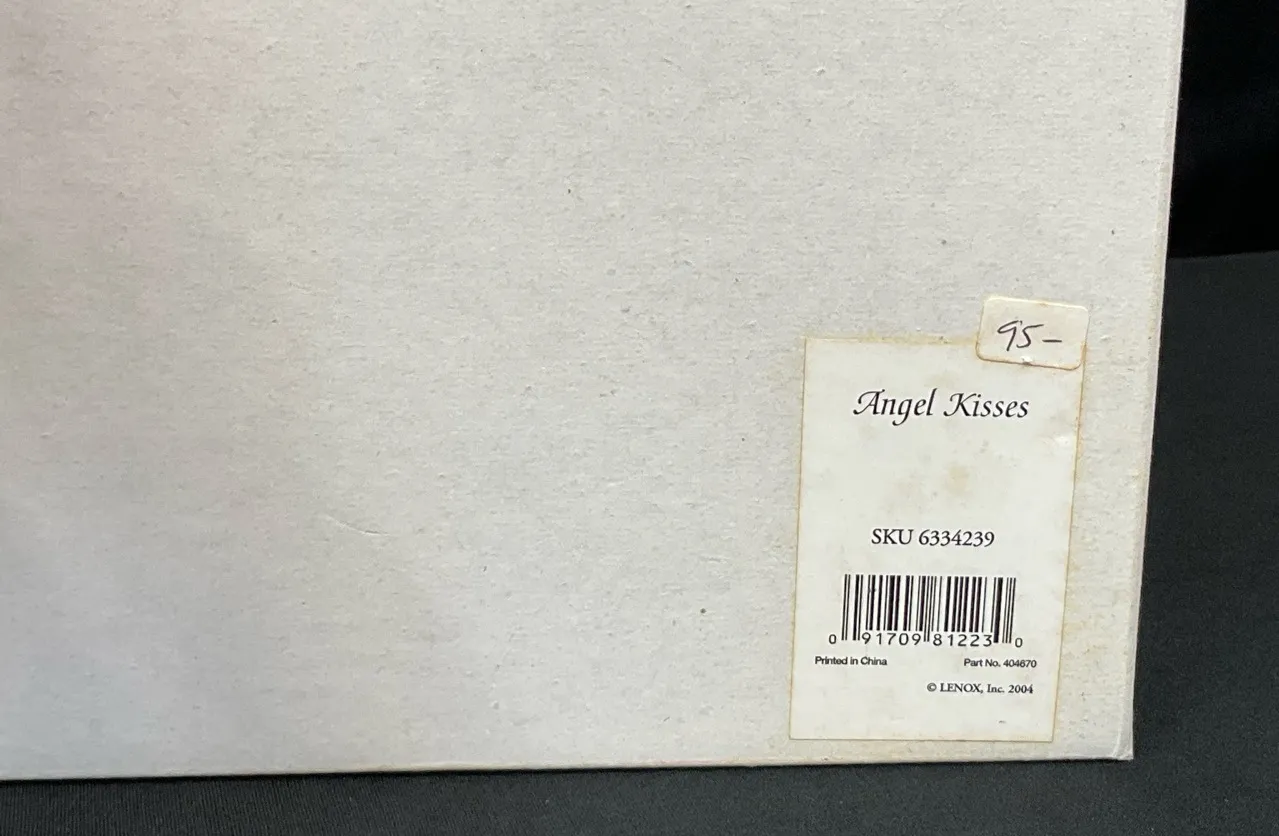 95-
Angel Kisses
SKU 6334239
0 91709 81223 0
Printed in China Part No. 404670
© LENOX, Inc. 2004